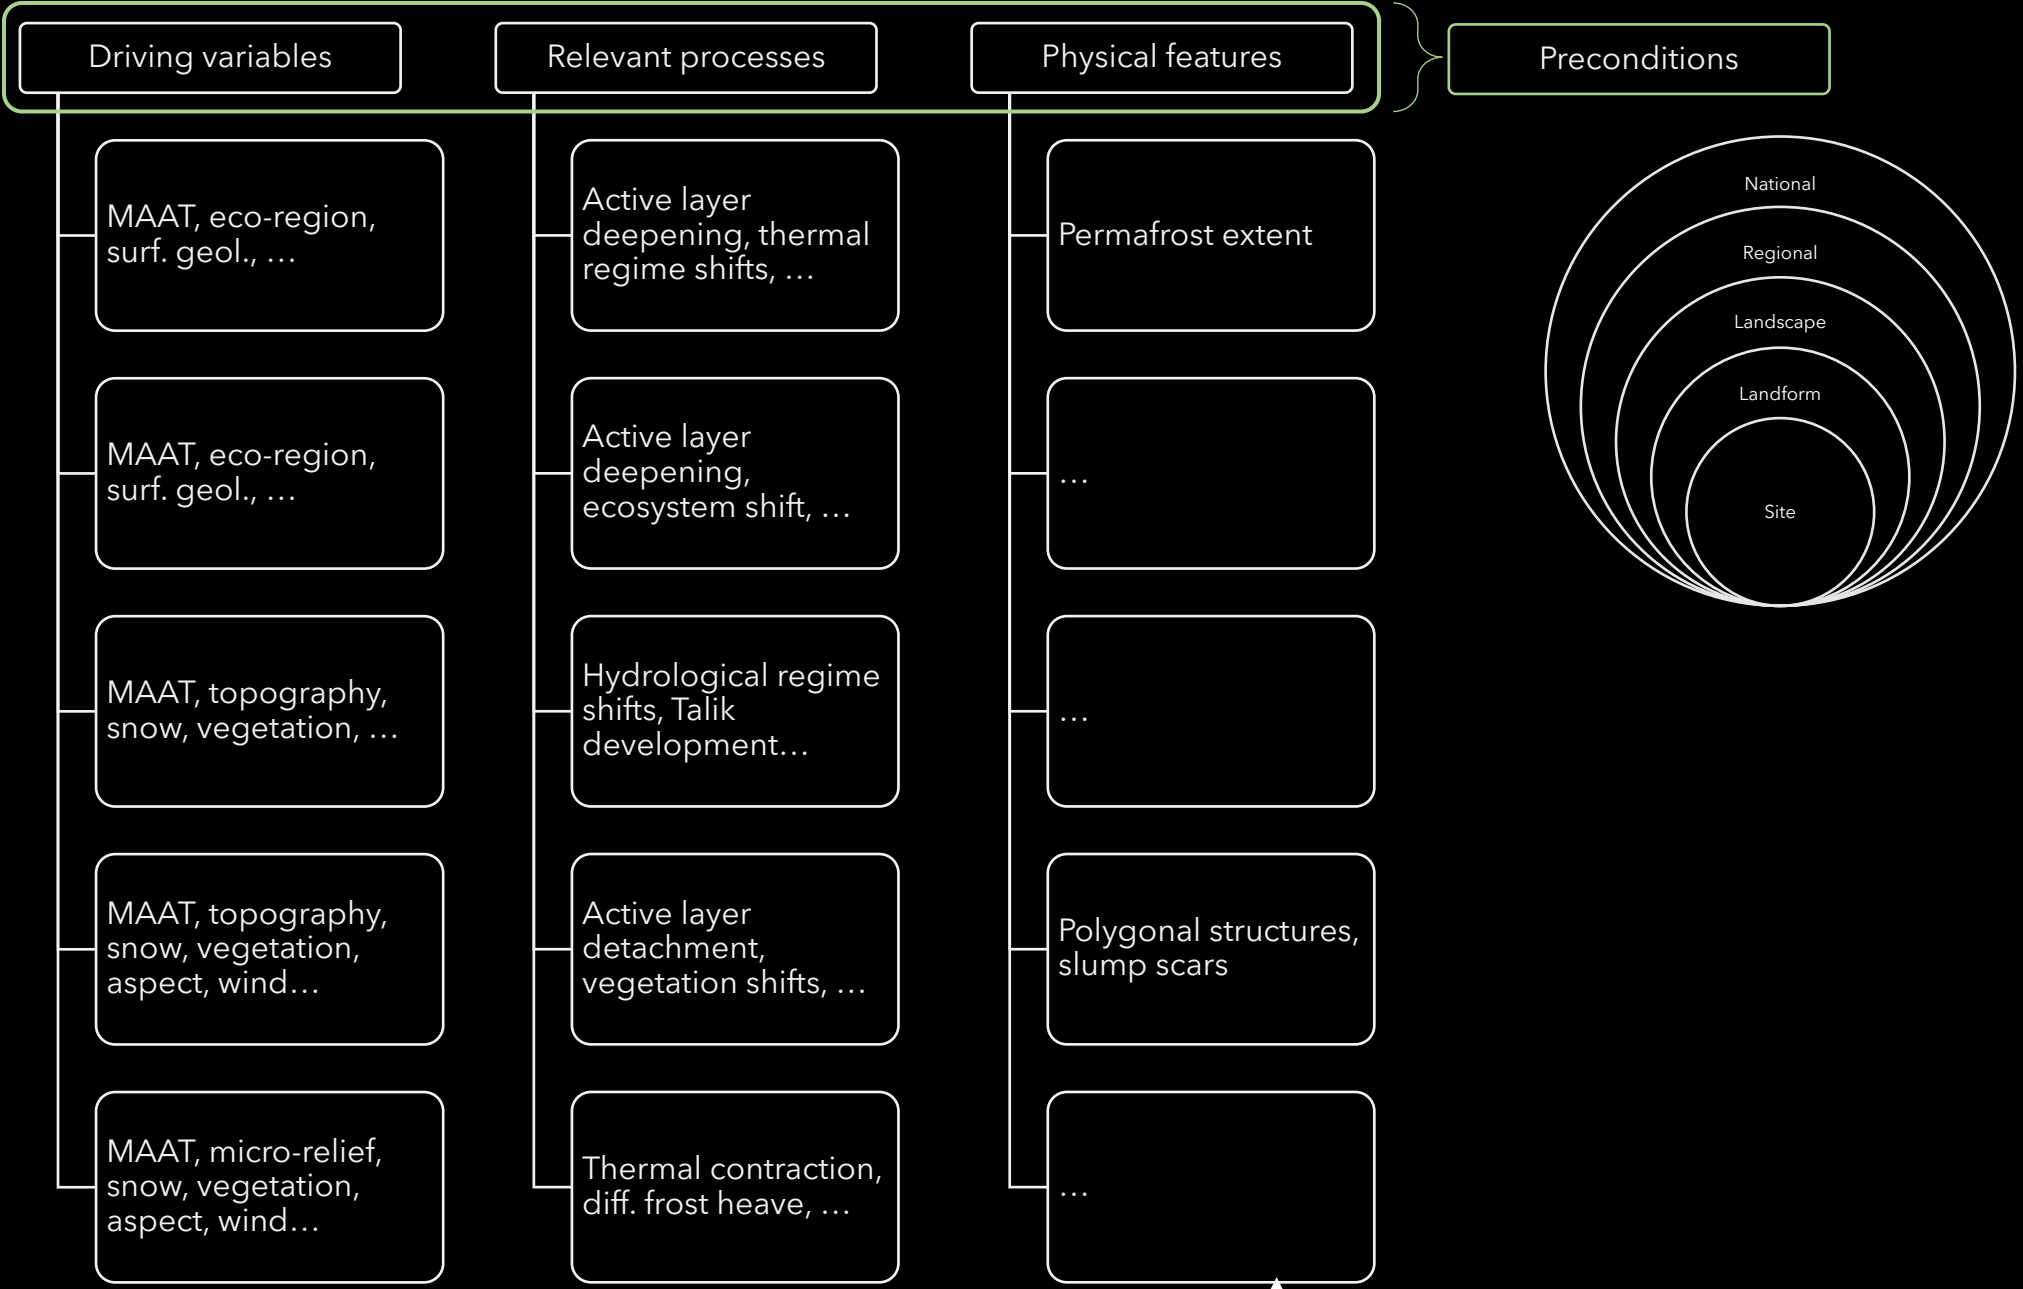 Driving variables
Relevant processes
Physical features
Preconditions
MAAT, eco-region,
surf. geol., …
Active layer
deepening, thermal
regime shifts, …
Permafrost extent
MAAT, eco-region,
surf. geol., …
Active layer
deepening,
ecosystem shift, …
…
MAAT, topography,
snow, vegetation, …
Hydrological regime
shifts, Talik
development…
…
MAAT, topography,
snow, vegetation,
aspect, wind…
Active layer
detachment,
vegetation shifts, …
Polygonal structures,
slump scars
MAAT, micro-relief,
snow, vegetation,
aspect, wind…
Thermal contraction,
diff. frost heave, …
…
National
Regional
Landscape
Landform
Site